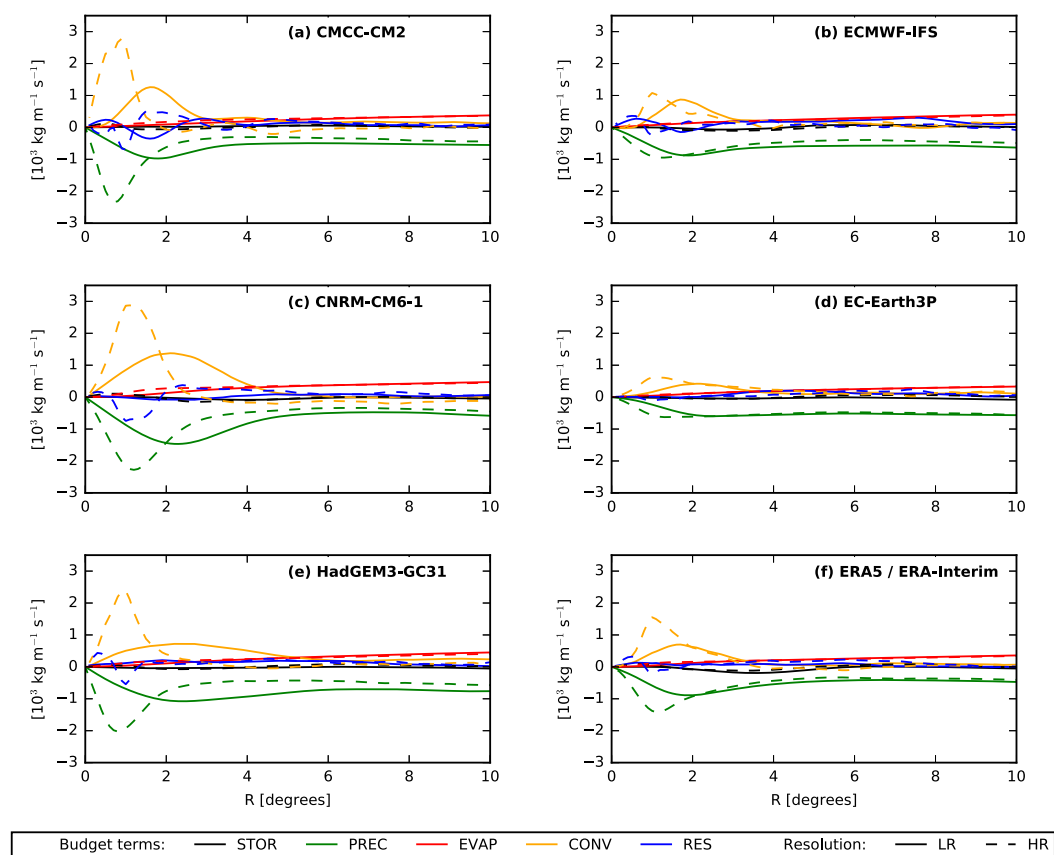 (a) CMCC-CM2
[10³ kg m⁻¹ s⁻¹]
3
2
1
0
−1
−2
−3
0 2 4 6 8 10
(b) ECMWF-IFS
[10³ kg m⁻¹ s⁻¹]
3
2
1
0
−1
−2
−3
0 2 4 6 8 10
(c) CNRM-CM6-1
[10³ kg m⁻¹ s⁻¹]
3
2
1
0
−1
−2
−3
0 2 4 6 8 10
(d) EC-Earth3P
[10³ kg m⁻¹ s⁻¹]
3
2
1
0
−1
−2
−3
0 2 4 6 8 10
(e) HadGEM3-GC31
[10³ kg m⁻¹ s⁻¹]
3
2
1
0
−1
−2
−3
0 2 4 6 8 10
R [degrees]
(f) ERA5 / ERA-Interim
[10³ kg m⁻¹ s⁻¹]
3
2
1
0
−1
−2
−3
0 2 4 6 8 10
R [degrees]
Budget terms: STOR PREC EVAP CONV RES Resolution: LR HR